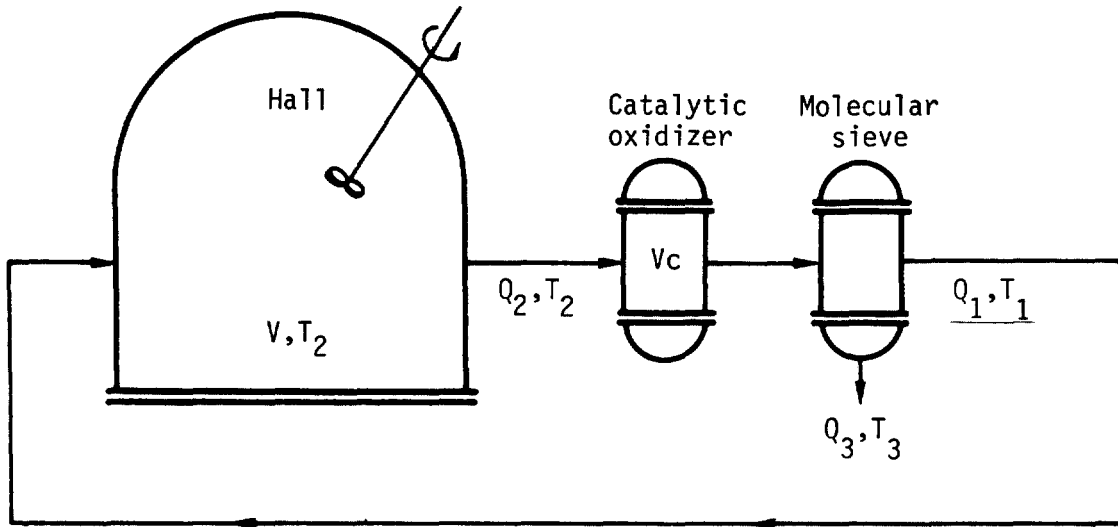 Hall
Catalytic
oxidizer
Molecular
sieve
Vc
Q₂,T₂
Q₁,T₁
V,T₂
Q₃,T₃